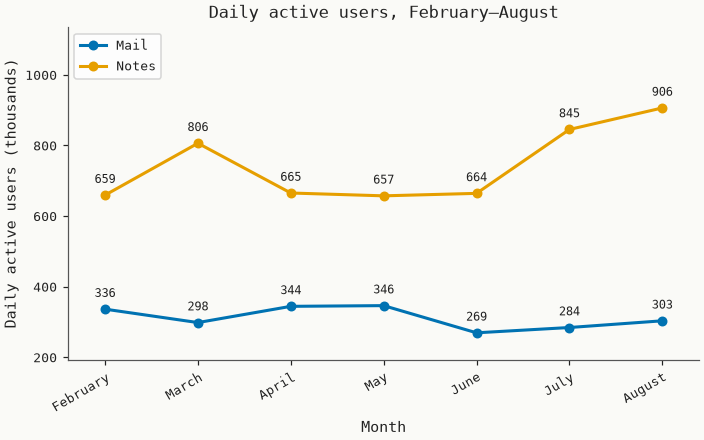 Daily active users, February–August
Mail
Notes
Daily active users (thousands)
1000
800
600
400
200
659
806
665
657
664
845
906
336
298
344
346
269
284
303
February
March
April
May
June
July
August
Month